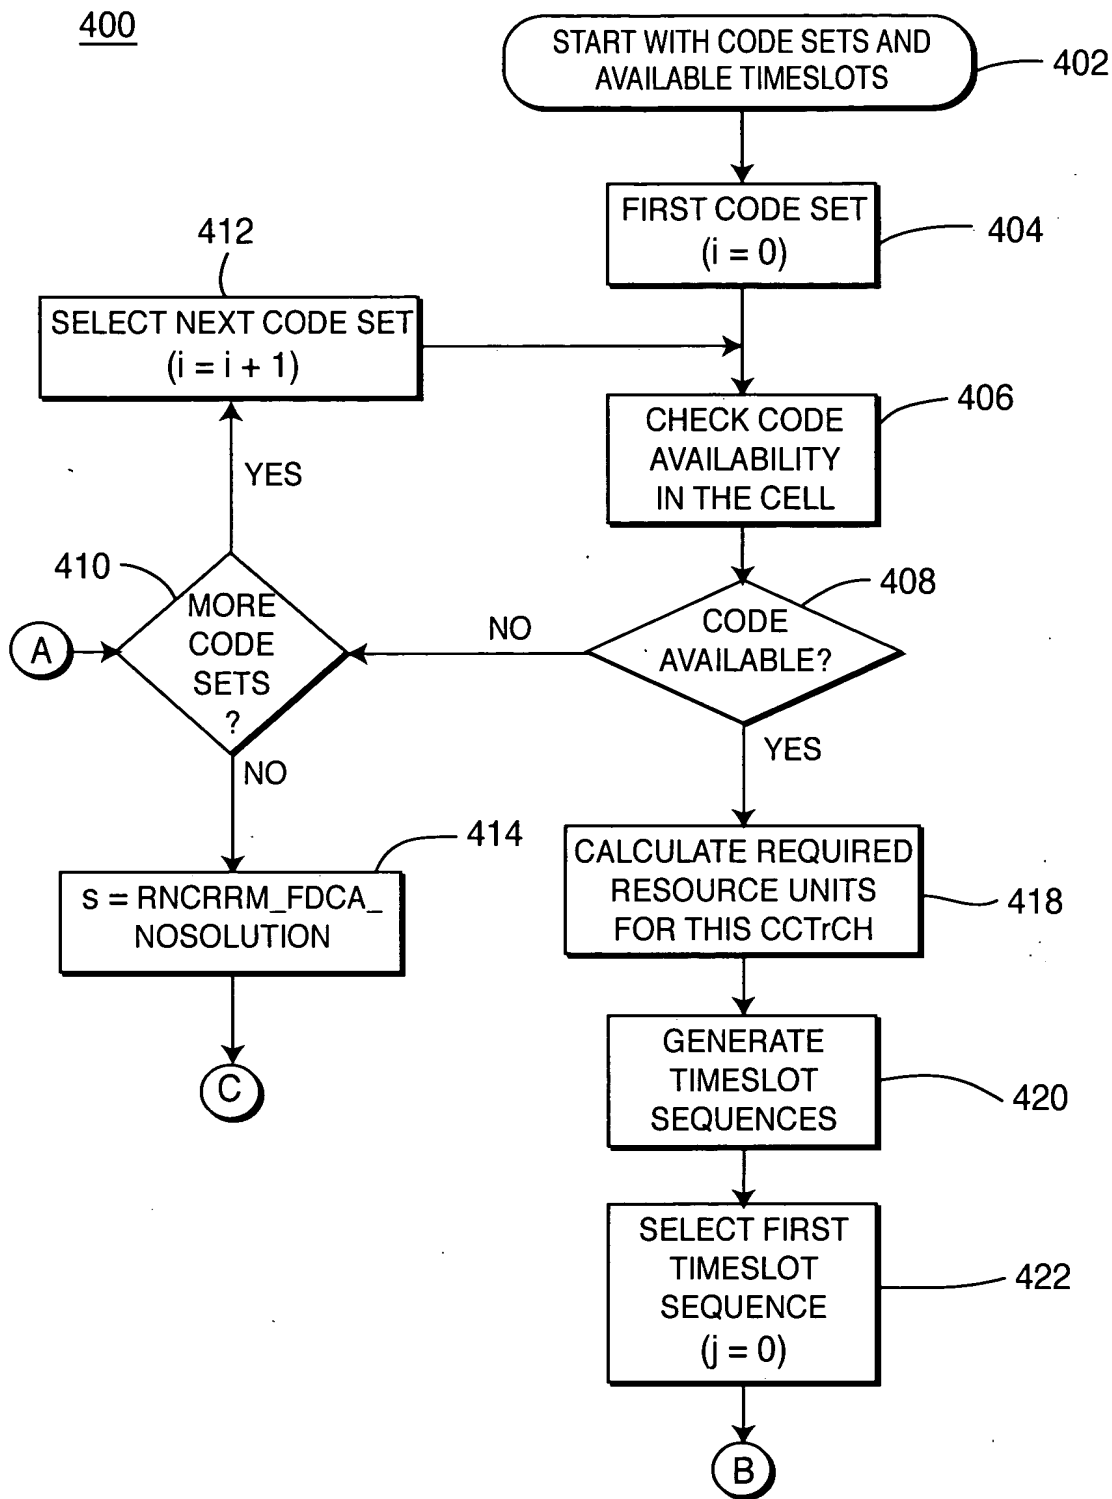 400
START WITH CODE SETS AND
AVAILABLE TIMESLOTS
402
FIRST CODE SET
(i = 0)
404
412
SELECT NEXT CODE SET
(i = i + 1)
406
CHECK CODE
AVAILABILITY
IN THE CELL
YES
410
MORE
CODE
SETS
?
A
NO
408
CODE
AVAILABLE?
YES
NO
414
s = RNCRRM_FDCA_
NOSOLUTION
C
CALCULATE REQUIRED
RESOURCE UNITS
FOR THIS CCTrCH
418
GENERATE
TIMESLOT
SEQUENCES
420
SELECT FIRST
TIMESLOT
SEQUENCE
(j = 0)
422
B